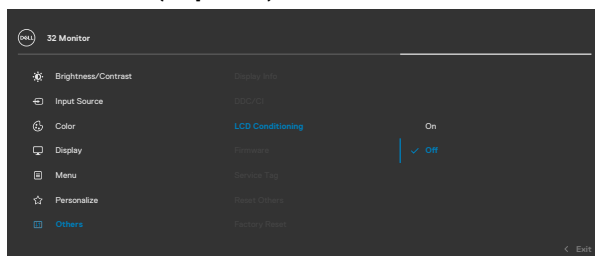 DELL
32 Monitor
Brightness/Contrast
Display Info
Input Source
DDC/CI
Color
LCD Conditioning
On
Display
Firmware
Off
Menu
Service Tag
Personalize
Reset Others
Others
Factory Reset
Exit